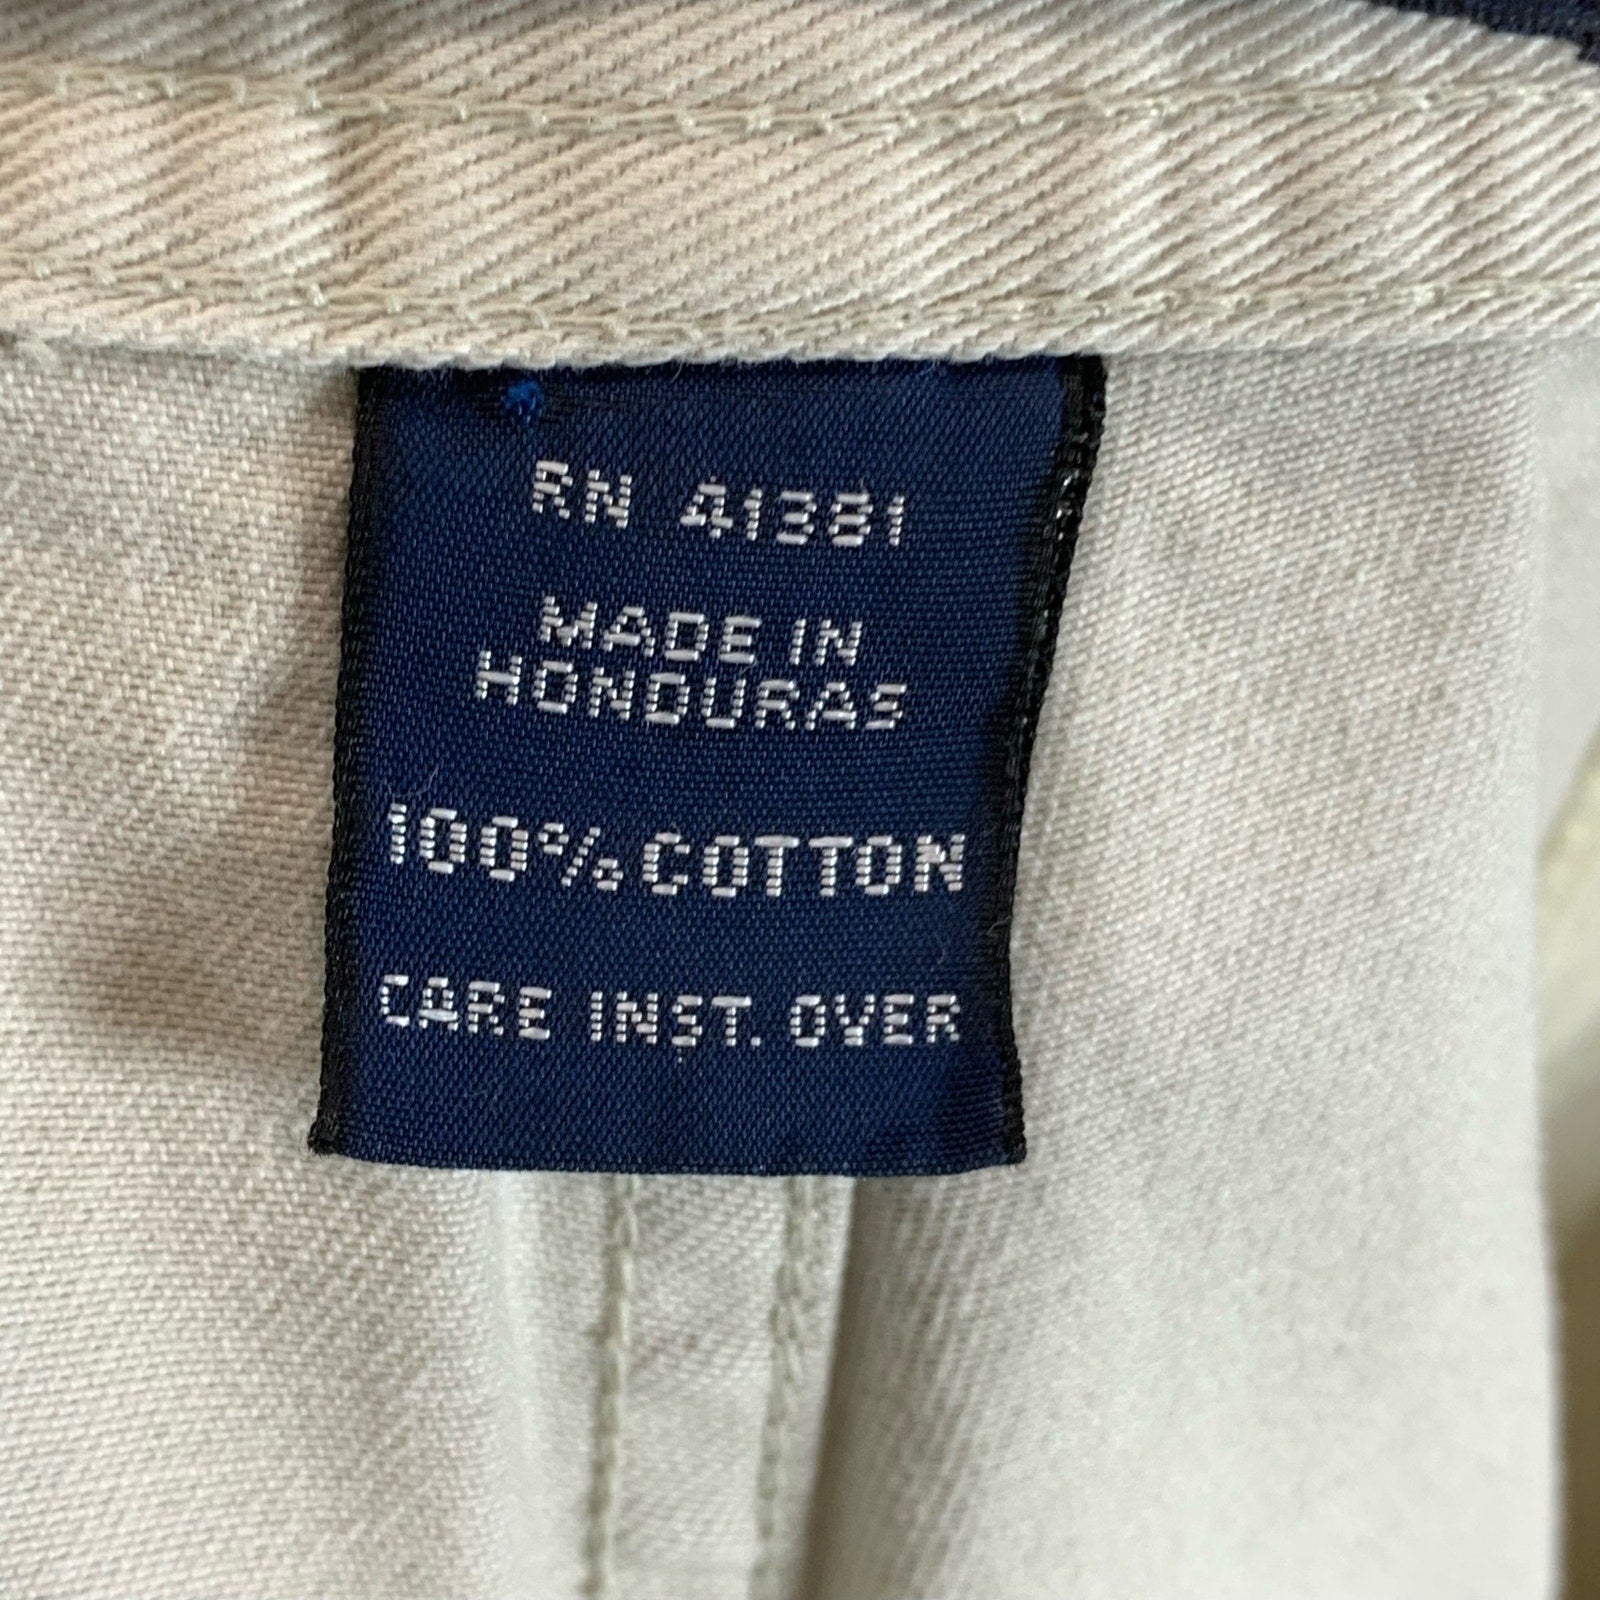 RN 41381
MADE IN
HONDURAS
100% COTTON
CARE INST. OVER